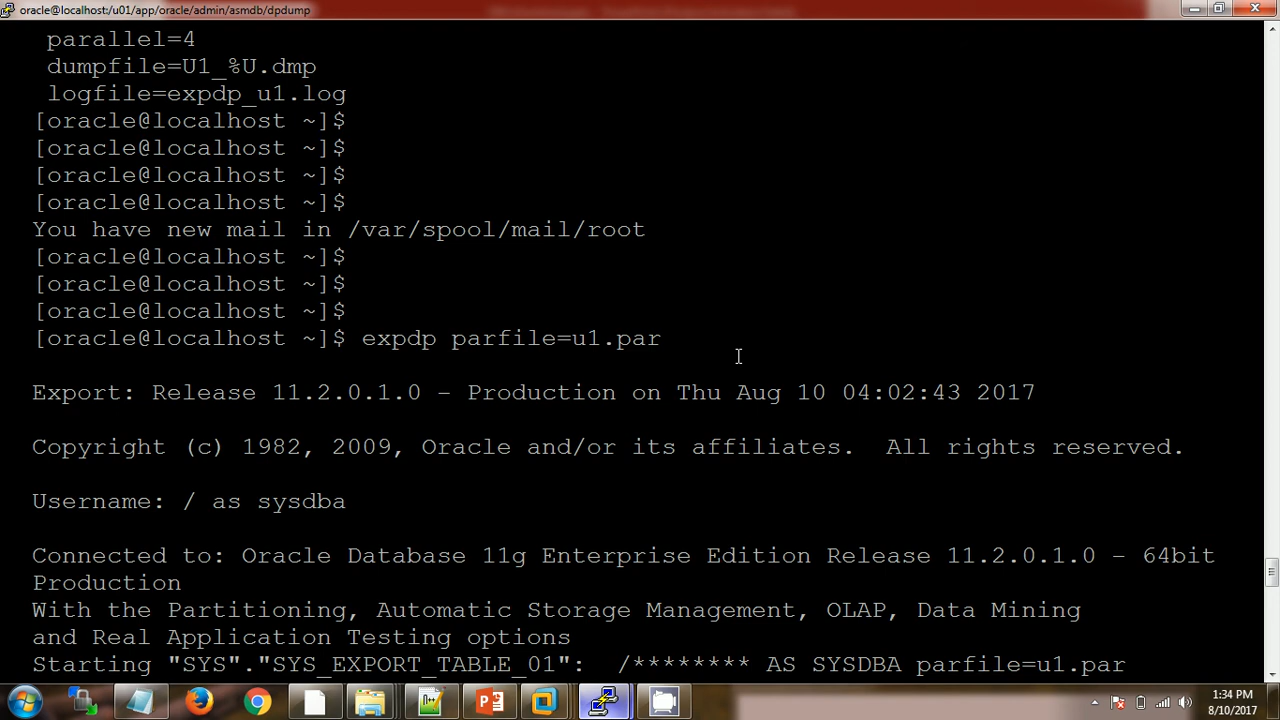 oracle@localhost:/u01/app/oracle/admin/asmdb/dpdump
parallel=4
dumpfile=U1_%U.dmp
logfile=expdp_u1.log
[oracle@localhost ~]$
[oracle@localhost ~]$
[oracle@localhost ~]$
[oracle@localhost ~]$
You have new mail in /var/spool/mail/root
[oracle@localhost ~]$
[oracle@localhost ~]$
[oracle@localhost ~]$
[oracle@localhost ~]$ expdp parfile=u1.par
Export: Release 11.2.0.1.0 - Production on Thu Aug 10 04:02:43 2017
Copyright (c) 1982, 2009, Oracle and/or its affiliates.  All rights reserved.
Username: / as sysdba
Connected to: Oracle Database 11g Enterprise Edition Release 11.2.0.1.0 - 64bit
Production
With the Partitioning, Automatic Storage Management, OLAP, Data Mining
and Real Application Testing options
Starting "SYS"."SYS_EXPORT_TABLE_01":  /******** AS SYSDBA parfile=u1.par
1:34 PM
8/10/2017